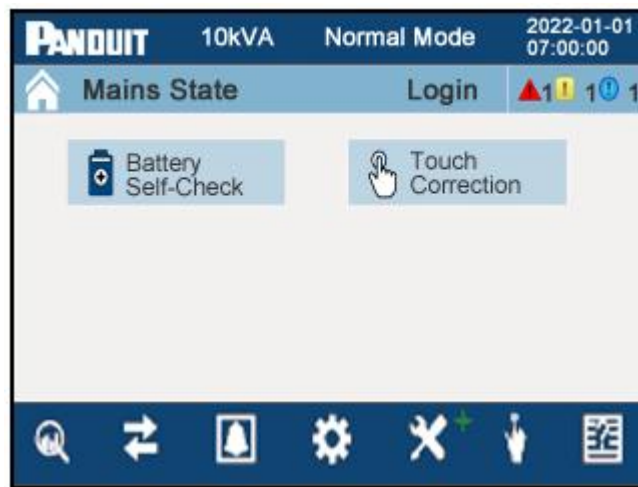 PANDUIT 10kVA Normal Mode 2022-01-01
07:00:00
Mains State Login 1 1 1
Battery
Self-Check
Touch
Correction